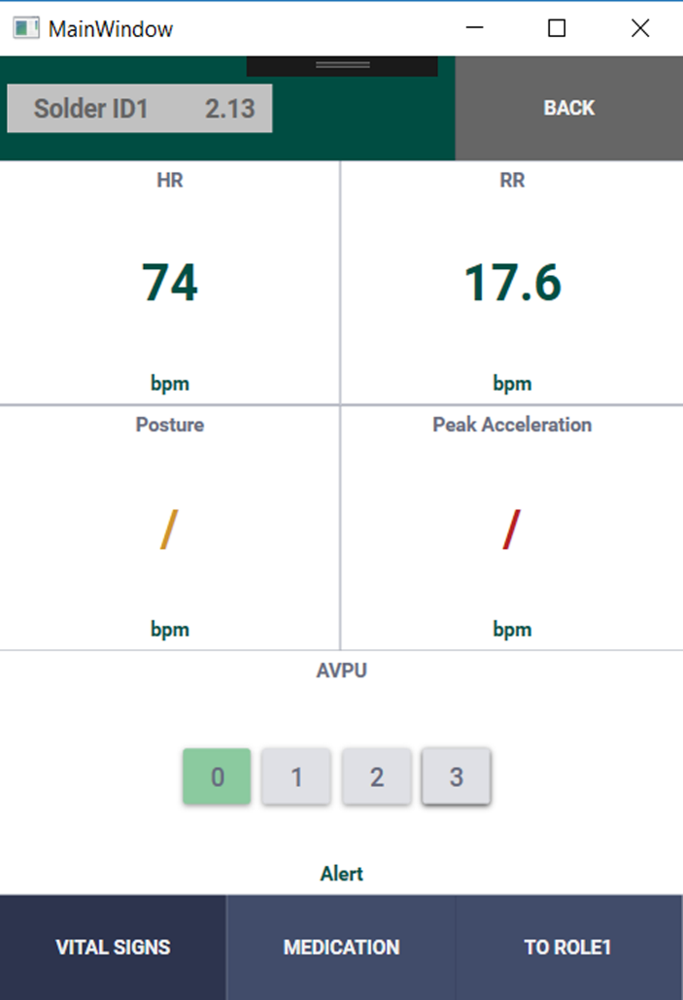 MainWindow
Solder ID1 2.13
BACK
HR
RR
74
17.6
bpm
bpm
Posture
Peak Acceleration
/
/
bpm
bpm
AVPU
0 1 2 3
Alert
VITAL SIGNS MEDICATION TO ROLE1